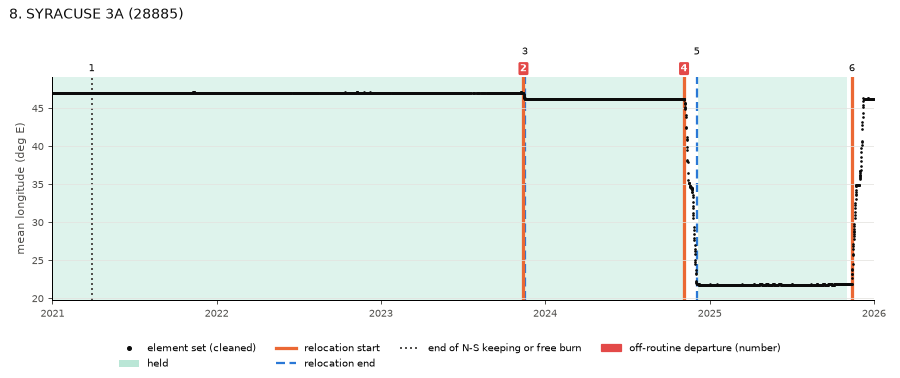 8. SYRACUSE 3A (28885)
3 5
1 2 4 6
mean longitude (deg E)
45
40
35
30
25
20
2021 2022 2023 2024 2025 2026
element set (cleaned) relocation start end of N-S keeping or free burn off-routine departure (number)
held relocation end